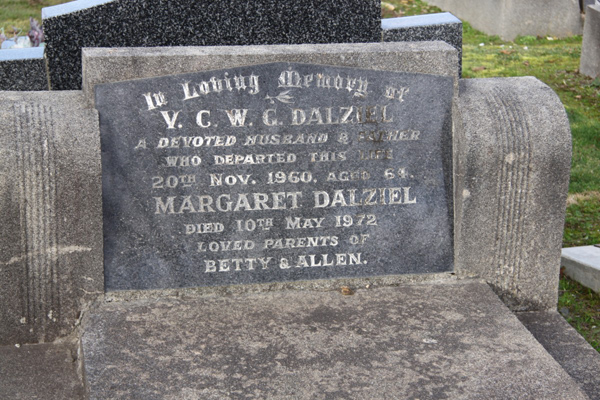 In Loving Memory of
V. C. W. G. DALZIEL
A DEVOTED HUSBAND & FATHER
WHO DEPARTED THIS LIFE
20TH NOV. 1960. AGED 64.
MARGARET DALZIEL
DIED 10TH MAY 1972
LOVED PARENTS OF
BETTY & ALLEN.